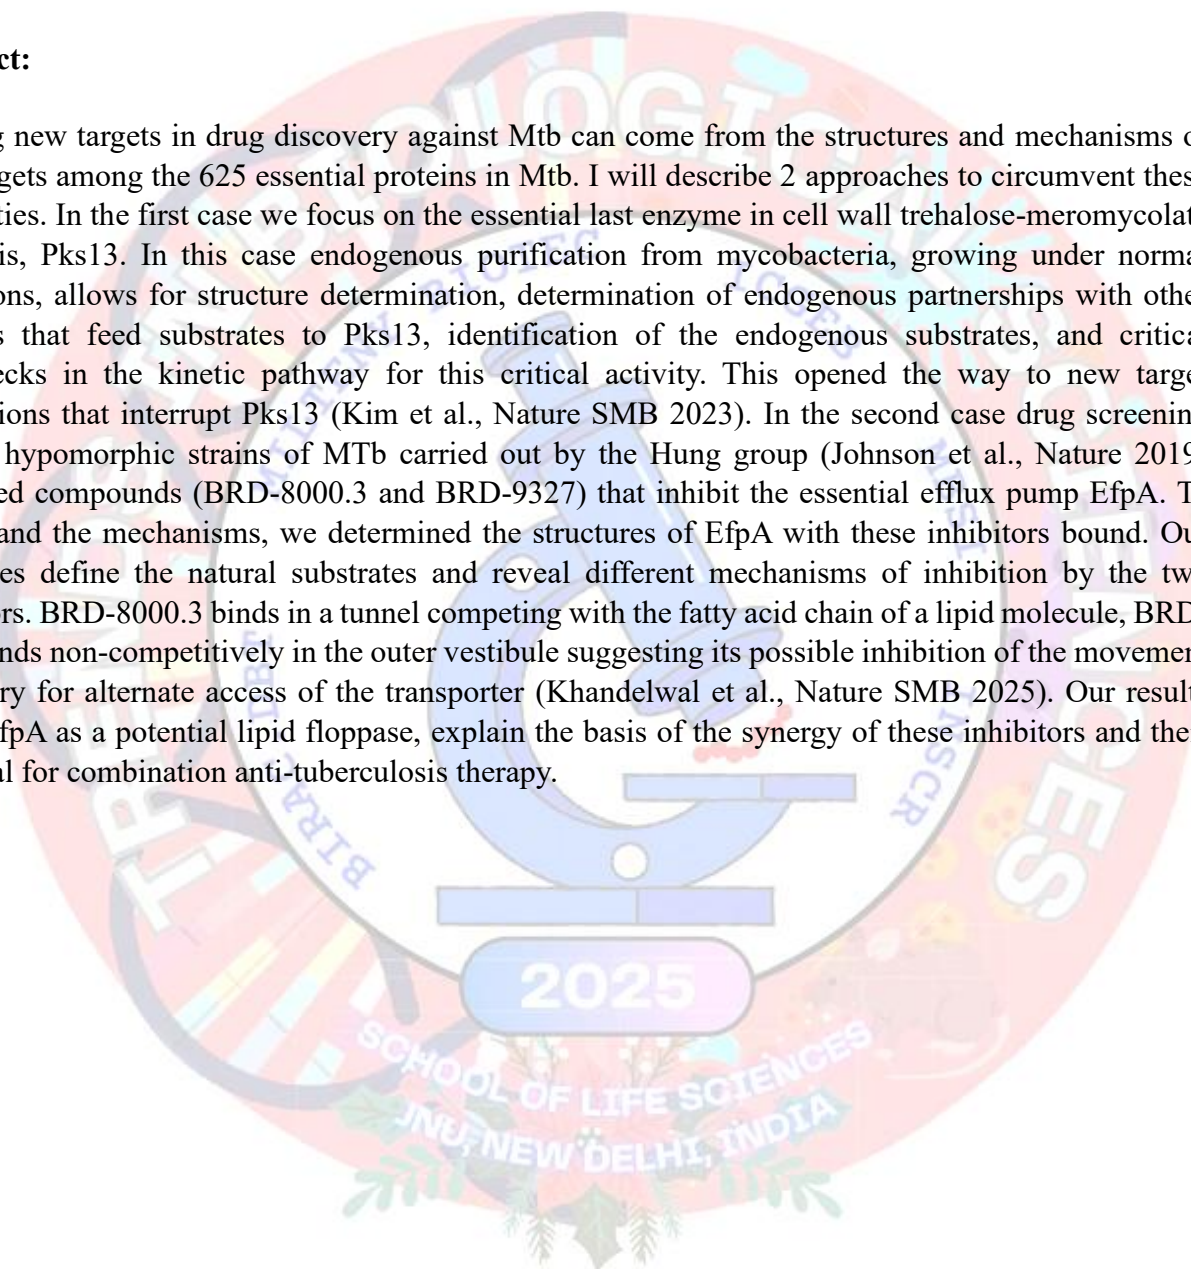 ct:
g new targets in drug discovery against Mtb can come from the structures and mechanisms o
gets among the 625 essential proteins in Mtb. I will describe 2 approaches to circumvent thes
ties. In the first case we focus on the essential last enzyme in cell wall trehalose-meromycolat
is, Pks13. In this case endogenous purification from mycobacteria, growing under norma
ons, allows for structure determination, determination of endogenous partnerships with othe
s that feed substrates to Pks13, identification of the endogenous substrates, and critica
ecks in the kinetic pathway for this critical activity. This opened the way to new targe
ions that interrupt Pks13 (Kim et al., Nature SMB 2023). In the second case drug screenin
hypomorphic strains of MTb carried out by the Hung group (Johnson et al., Nature 2019
ed compounds (BRD-8000.3 and BRD-9327) that inhibit the essential efflux pump EfpA. T
and the mechanisms, we determined the structures of EfpA with these inhibitors bound. Ou
es define the natural substrates and reveal different mechanisms of inhibition by the tw
rs. BRD-8000.3 binds in a tunnel competing with the fatty acid chain of a lipid molecule, BRD
nds non-competitively in the outer vestibule suggesting its possible inhibition of the movemen
ry for alternate access of the transporter (Khandelwal et al., Nature SMB 2025). Our result
fpA as a potential lipid floppase, explain the basis of the synergy of these inhibitors and the
al for combination anti-tuberculosis therapy.
TRENDS IN BIOLOGICAL SCIENCES
BIRAC DBT
NSCR
2025
SCHOOL OF LIFE SCIENCES
JNU, NEW DELHI, INDIA